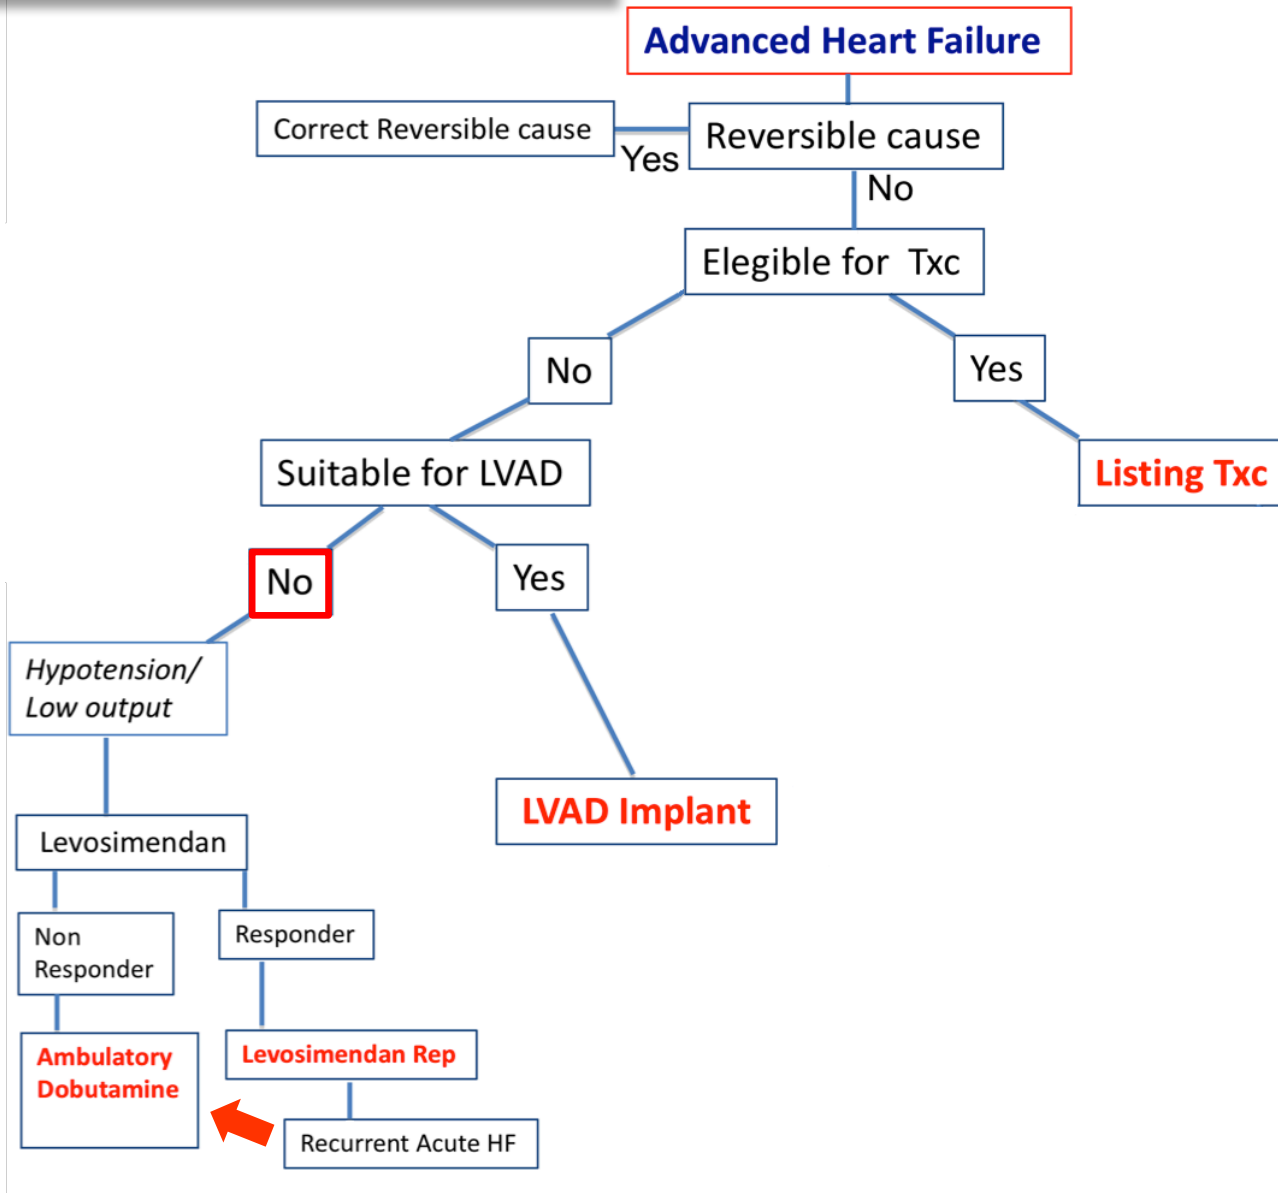 Advanced Heart Failure
Correct Reversible cause
Reversible cause
Yes
No
Elegible for Txc
No
Yes
Suitable for LVAD
Listing Txc
No
Yes
Hypotension/
Low output
LVAD Implant
Levosimendan
Non
Responder
Responder
Ambulatory
Dobutamine
Levosimendan Rep
Recurrent Acute HF